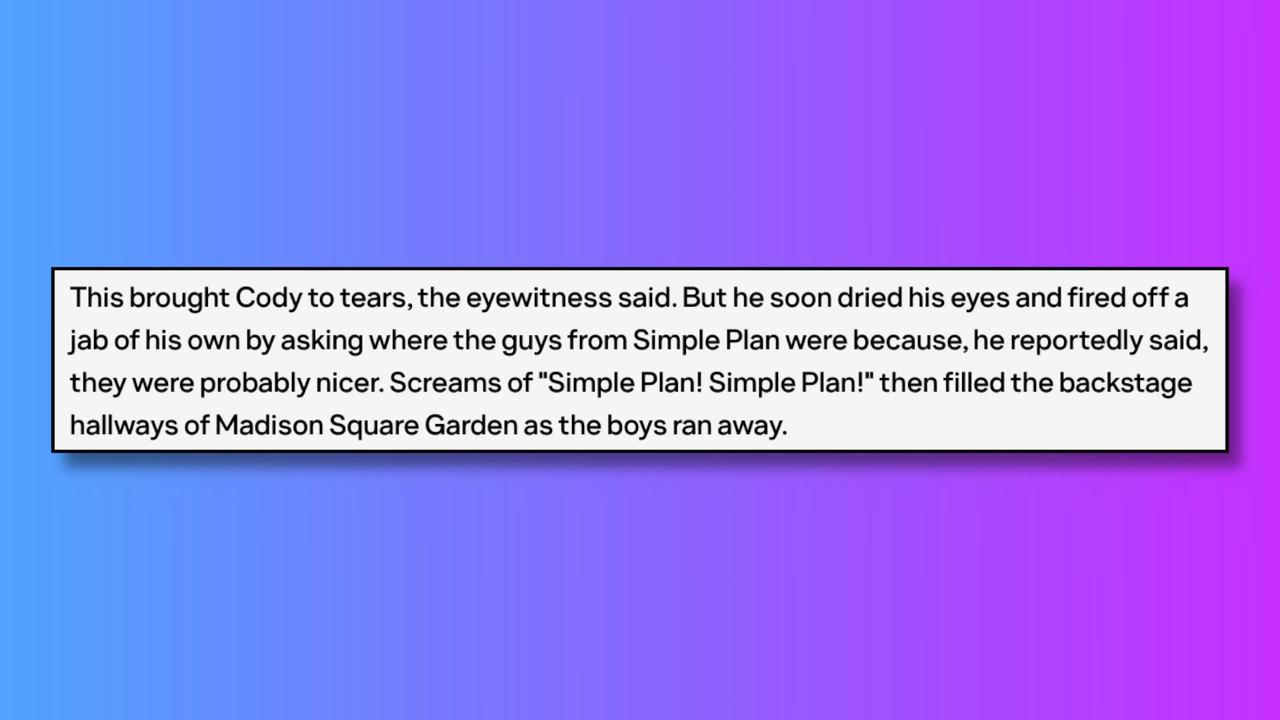 This brought Cody to tears, the eyewitness said. But he soon dried his eyes and fired off a
jab of his own by asking where the guys from Simple Plan were because, he reportedly said,
they were probably nicer. Screams of "Simple Plan! Simple Plan!" then filled the backstage
hallways of Madison Square Garden as the boys ran away.